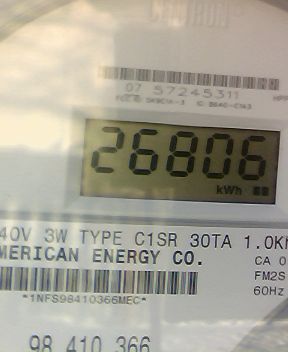 CENTRON
07 57245311
26806
kWh
40V 3W TYPE C1SR 30TA 1.0K
MERICAN ENERGY CO.
CA 0
FM2S
*1NFS98410366MEC*
60Hz
98 410 366